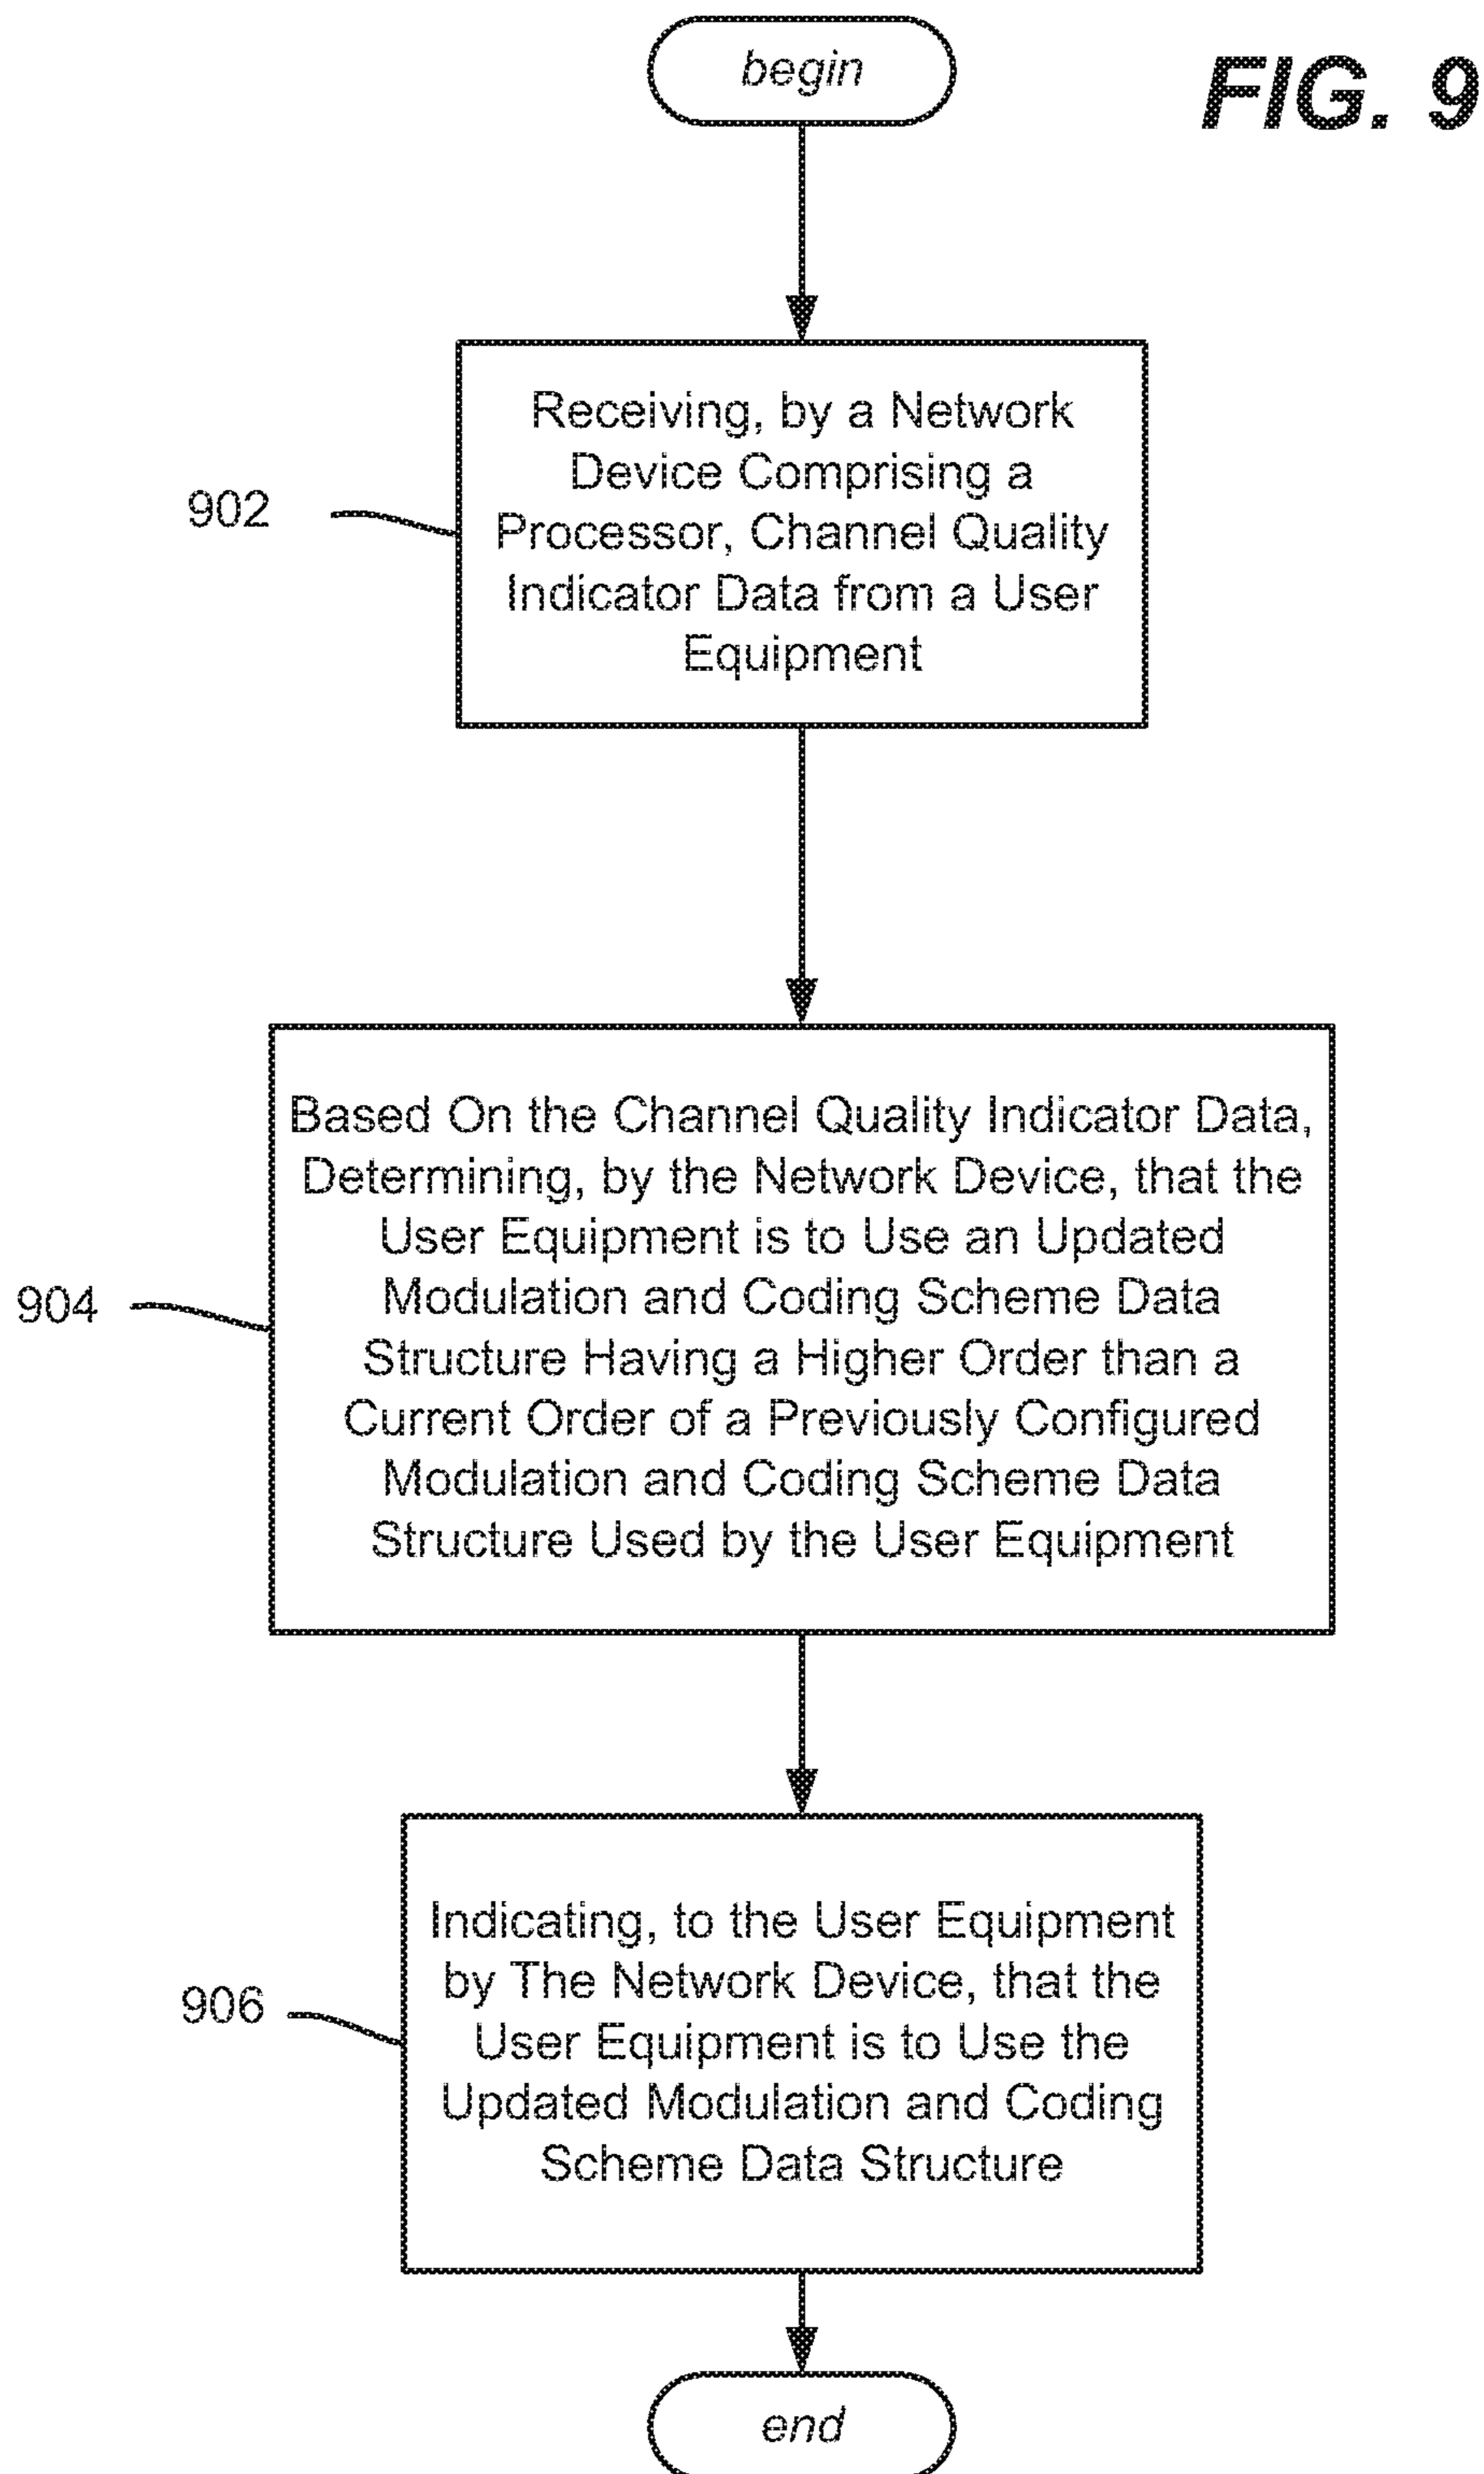 begin
FIG. 9
Receiving, by a Network
Device Comprising a
Processor, Channel Quality
Indicator Data from a User
Equipment
902
Based On the Channel Quality Indicator Data,
Determining, by the Network Device, that the
User Equipment is to Use an Updated
Modulation and Coding Scheme Data
Structure Having a Higher Order than a
Current Order of a Previously Configured
Modulation and Coding Scheme Data
Structure Used by the User Equipment
904
Indicating, to the User Equipment
by The Network Device, that the
User Equipment is to Use the
Updated Modulation and Coding
Scheme Data Structure
906
end